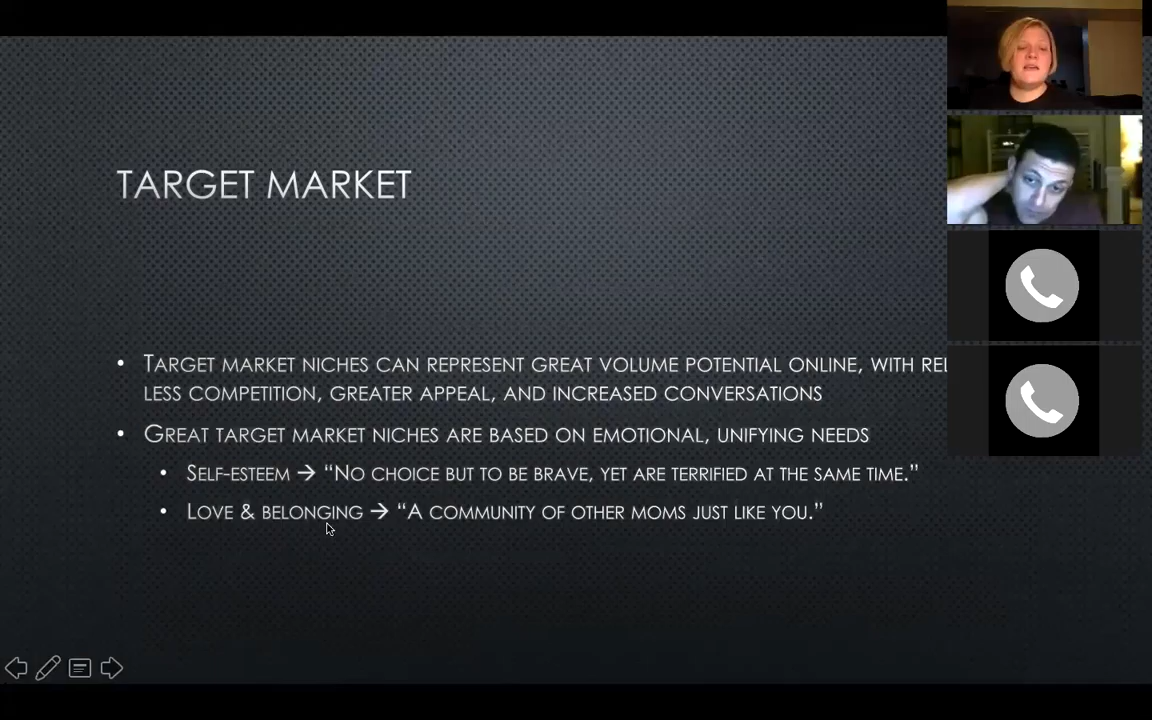 TARGET MARKET
• TARGET MARKET NICHES CAN REPRESENT GREAT VOLUME POTENTIAL ONLINE, WITH REL
LESS COMPETITION, GREATER APPEAL, AND INCREASED CONVERSATIONS
• GREAT TARGET MARKET NICHES ARE BASED ON EMOTIONAL, UNIFYING NEEDS
• SELF-ESTEEM → “NO CHOICE BUT TO BE BRAVE, YET ARE TERRIFIED AT THE SAME TIME.”
• LOVE & BELONGING → “A COMMUNITY OF OTHER MOMS JUST LIKE YOU.”